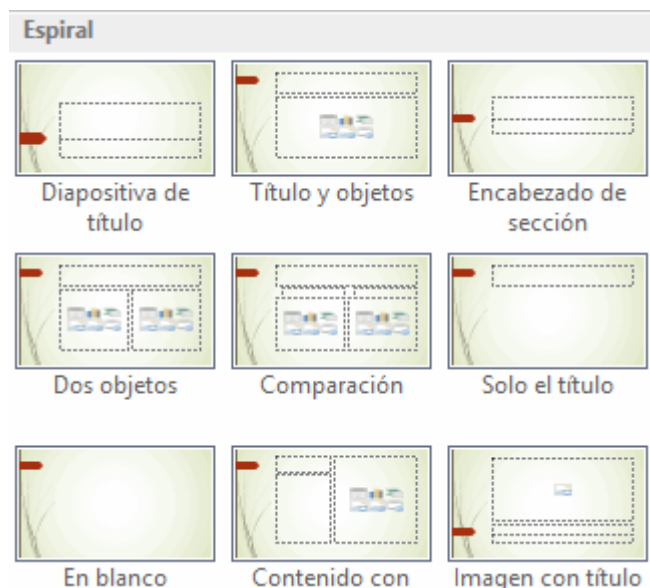 Espiral
Diapositiva de
título
Título y objetos
Encabezado de
sección
Dos objetos
Comparación
Solo el título
En blanco
Contenido con
Imagen con título